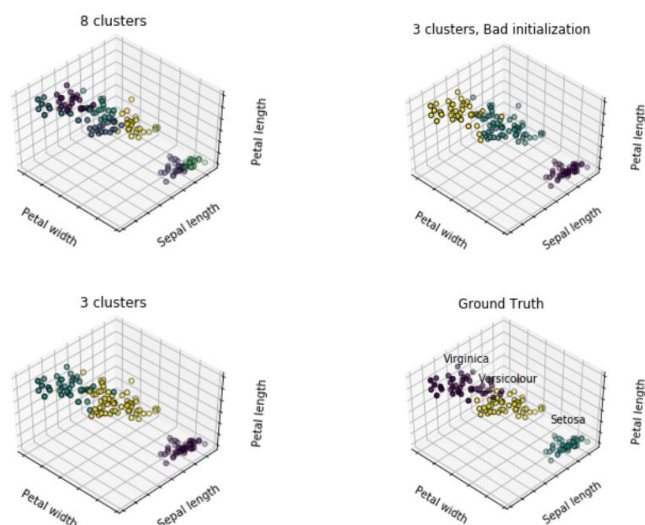 8 clusters
3 clusters, Bad initialization
Petal length
Petal length
Petal width
Sepal length
Petal width
Sepal length
3 clusters
Ground Truth
Virginica
Versicolour
Setosa
Petal length
Petal length
Petal width
Sepal length
Petal width
Sepal length